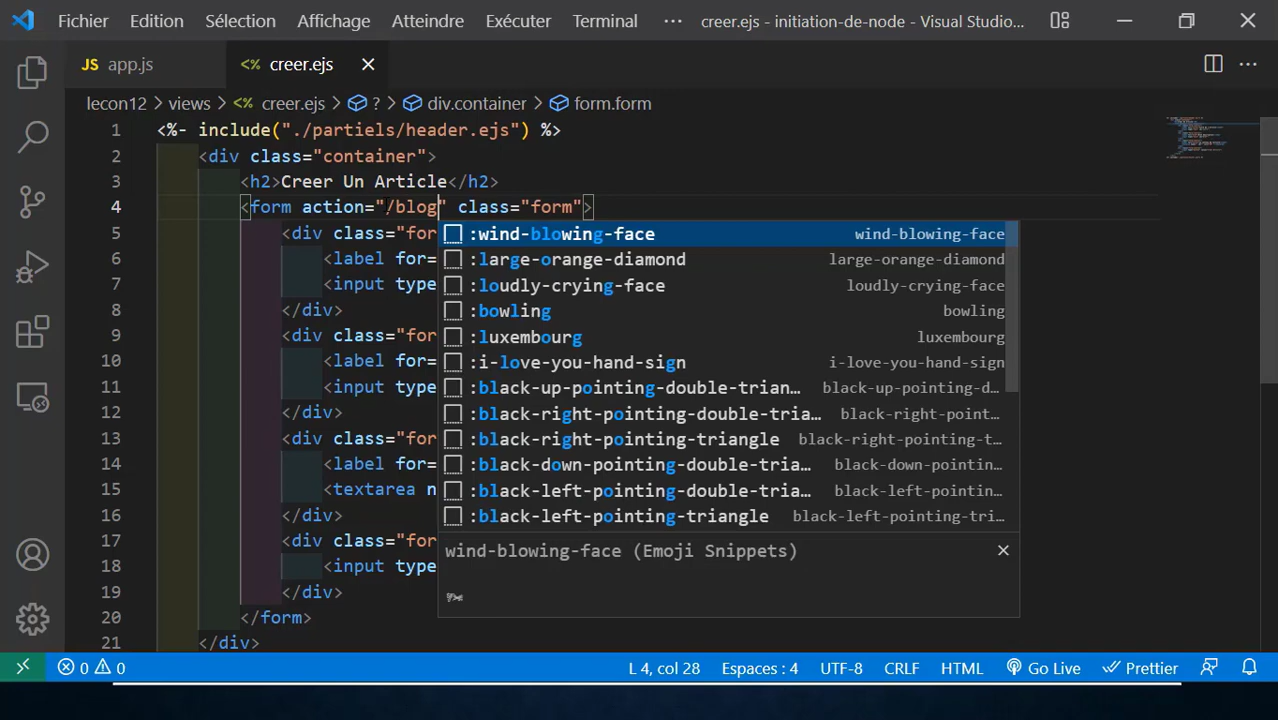 Fichier Edition Sélection Affichage Atteindre Exécuter Terminal ··· creer.ejs - initiation-de-node - Visual Studio...
JS app.js <%= creer.ejs
lecon12 > views > <%= creer.ejs > ? > div.container > form.form
1 <%- include("./partiels/header.ejs") %>
2 <div class="container">
3 <h2>Creer Un Article</h2>
4 <form action="/blog" class="form">
5 <div class="for
6 <label for=
7 <input type
8 </div>
9 <div class="for
10 <label for=
11 <input type
12 </div>
13 <div class="for
14 <label for=
15 <textarea n
16 </div>
17 <div class="for
18 <input type
19 </div>
20 </form>
21 </div>
:wind-blowing-face wind-blowing-face
:large-orange-diamond large-orange-diamond
:loudly-crying-face loudly-crying-face
:bowling bowling
:luxembourg luxembourg
:i-love-you-hand-sign i-love-you-hand-sign
:black-up-pointing-double-trian... black-up-pointing-d...
:black-right-pointing-double-tria... black-right-point...
:black-right-pointing-triangle black-right-pointing-t...
:black-down-pointing-double-tria... black-down-pointin...
:black-left-pointing-double-tria... black-left-pointin...
:black-left-pointing-triangle black-left-pointing-tri...
wind-blowing-face (Emoji Snippets)
0 0 L 4, col 28 Espaces : 4 UTF-8 CRLF HTML Go Live Prettier